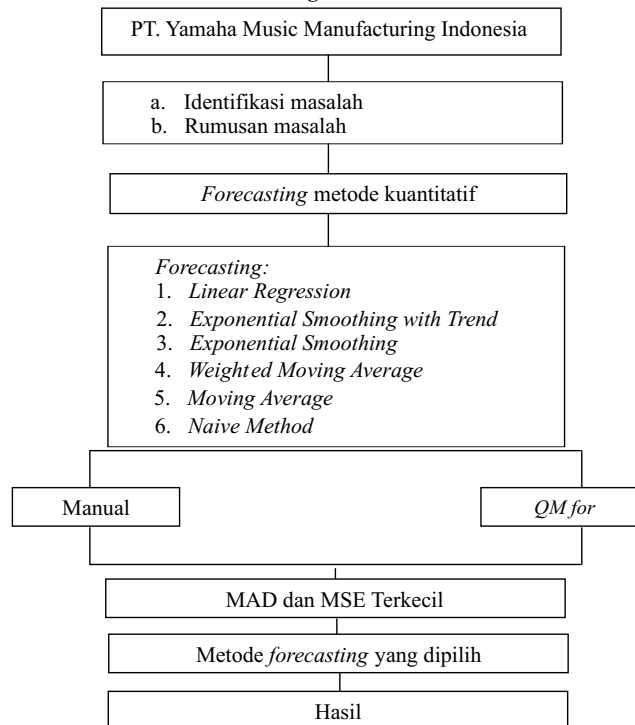 PT. Yamaha Music Manufacturing Indonesia
a. Identifikasi masalah
b. Rumusan masalah
Forecasting metode kuantitatif
Forecasting:
1. Linear Regression
2. Exponential Smoothing with Trend
3. Exponential Smoothing
4. Weighted Moving Average
5. Moving Average
6. Naive Method
Manual
QM for
MAD dan MSE Terkecil
Metode forecasting yang dipilih
Hasil